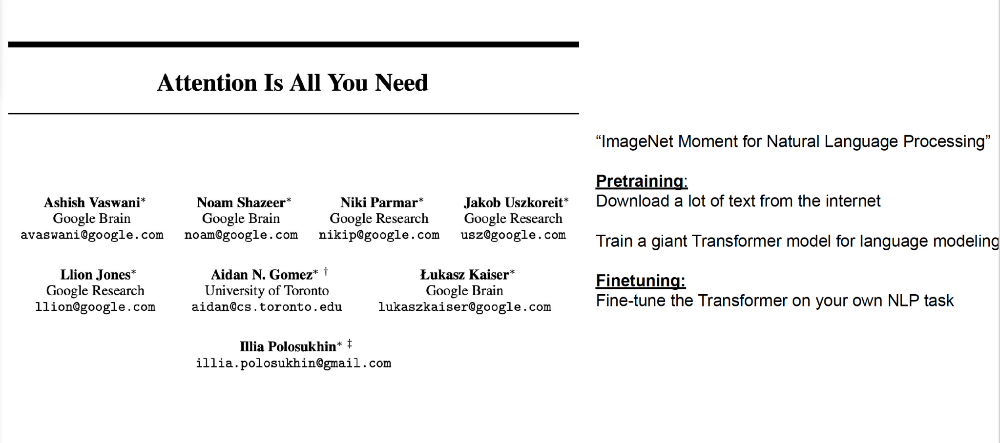 Attention Is All You Need
Ashish Vaswani* Noam Shazeer* Niki Parmar* Jakob Uszkoreit*
Google Brain Google Brain Google Research Google Research
avaswani@google.com noam@google.com nikip@google.com usz@google.com
Llion Jones* Aidan N. Gomez* † Łukasz Kaiser*
Google Research University of Toronto Google Brain
llion@google.com aidan@cs.toronto.edu lukaszkaiser@google.com
Illia Polosukhin* ‡
illia.polosukhin@gmail.com
“ImageNet Moment for Natural Language Processing”
Pretraining:
Download a lot of text from the internet
Train a giant Transformer model for language modeling
Finetuning:
Fine-tune the Transformer on your own NLP task